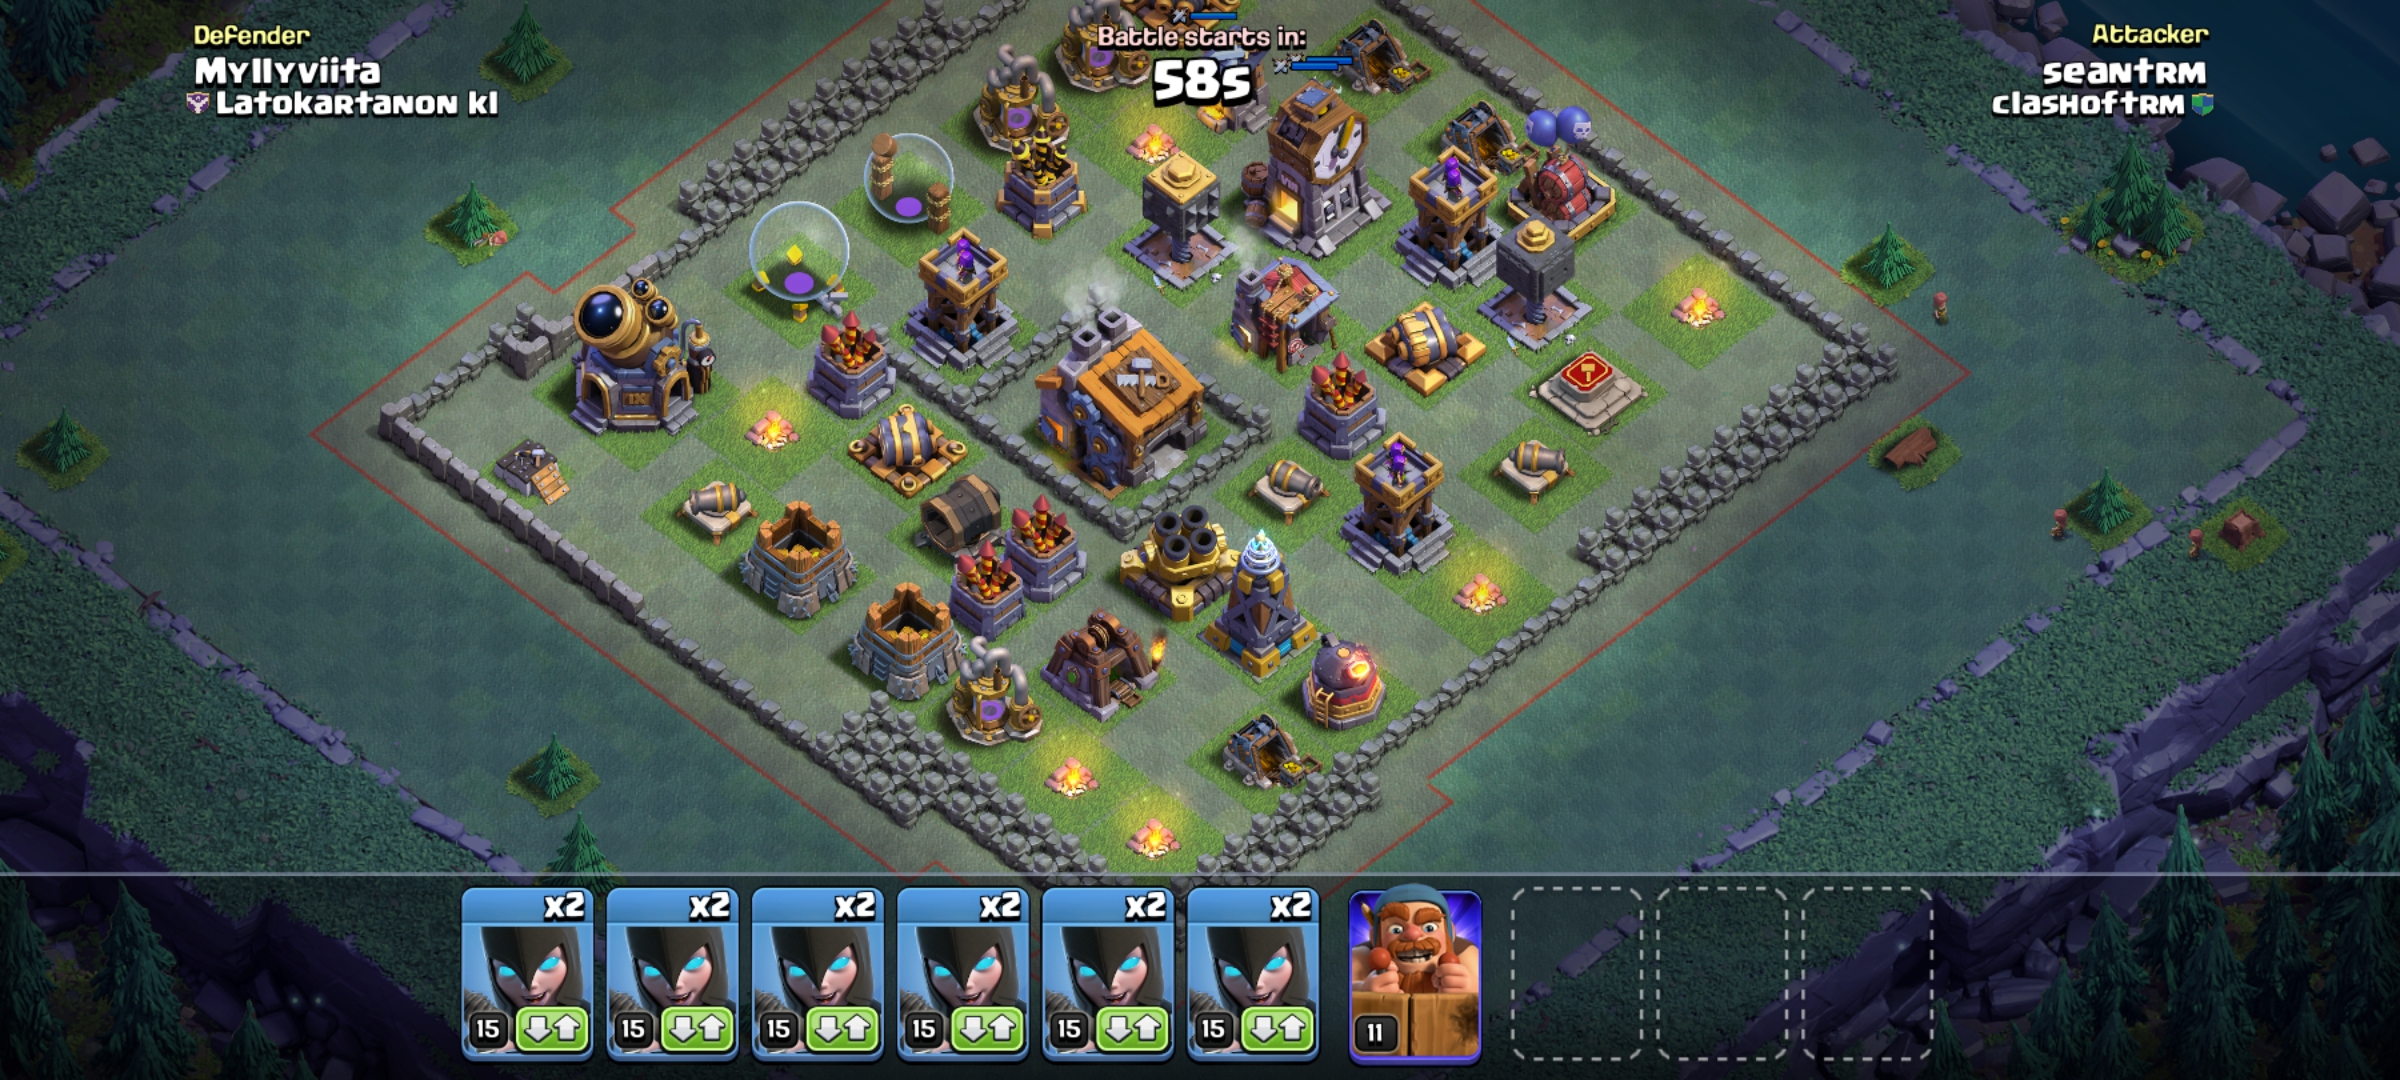 Defender
Myllyviita
Latokartanon kl
Battle starts in:
58s
Attacker
seantRM
clashoftRM
x2 x2 x2 x2 x2 x2
15 15 15 15 15 15 11